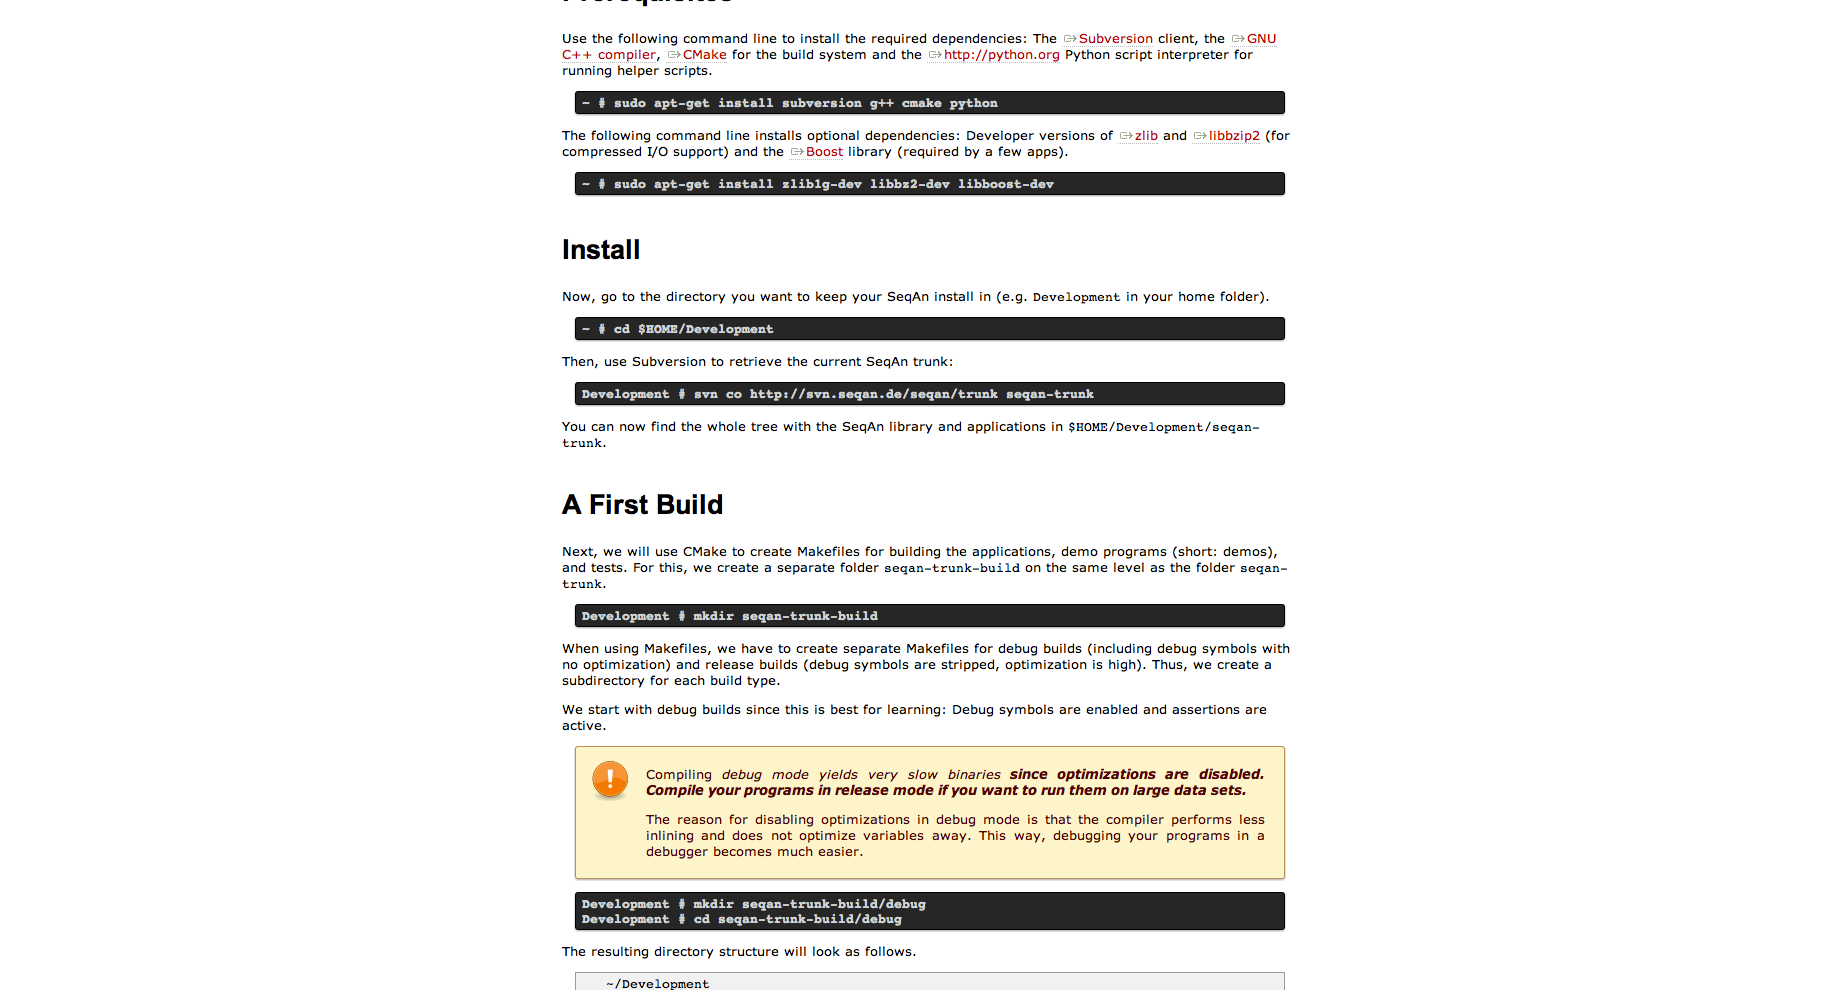 Prerequisites
Use the following command line to install the required dependencies: The Subversion client, the GNU
C++ compiler, CMake for the build system and the http://python.org Python script interpreter for
running helper scripts.
~ # sudo apt-get install subversion g++ cmake python
The following command line installs optional dependencies: Developer versions of zlib and libbzip2 (for
compressed I/O support) and the Boost library (required by a few apps).
~ # sudo apt-get install zlib1g-dev libbz2-dev libboost-dev
Install
Now, go to the directory you want to keep your SeqAn install in (e.g. Development in your home folder).
~ # cd $HOME/Development
Then, use Subversion to retrieve the current SeqAn trunk:
Development # svn co http://svn.seqan.de/seqan/trunk seqan-trunk
You can now find the whole tree with the SeqAn library and applications in $HOME/Development/seqan-
trunk.
A First Build
Next, we will use CMake to create Makefiles for building the applications, demo programs (short: demos),
and tests. For this, we create a separate folder seqan-trunk-build on the same level as the folder seqan-
trunk.
Development # mkdir seqan-trunk-build
When using Makefiles, we have to create separate Makefiles for debug builds (including debug symbols with
no optimization) and release builds (debug symbols are stripped, optimization is high). Thus, we create a
subdirectory for each build type.
We start with debug builds since this is best for learning: Debug symbols are enabled and assertions are
active.
Compiling debug mode yields very slow binaries since optimizations are disabled.
Compile your programs in release mode if you want to run them on large data sets.
The reason for disabling optimizations in debug mode is that the compiler performs less
inlining and does not optimize variables away. This way, debugging your programs in a
debugger becomes much easier.
Development # mkdir seqan-trunk-build/debug
Development # cd seqan-trunk-build/debug
The resulting directory structure will look as follows.
~/Development